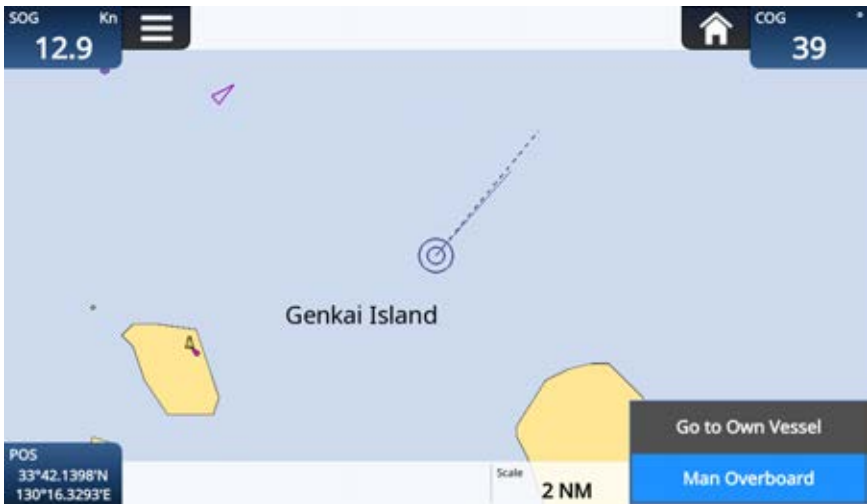 SOG Kn
12.9
COG °
39
Genkai Island
Go to Own Vessel
POS
33°42.1398'N
130°16.3293'E
Scale
2 NM
Man Overboard